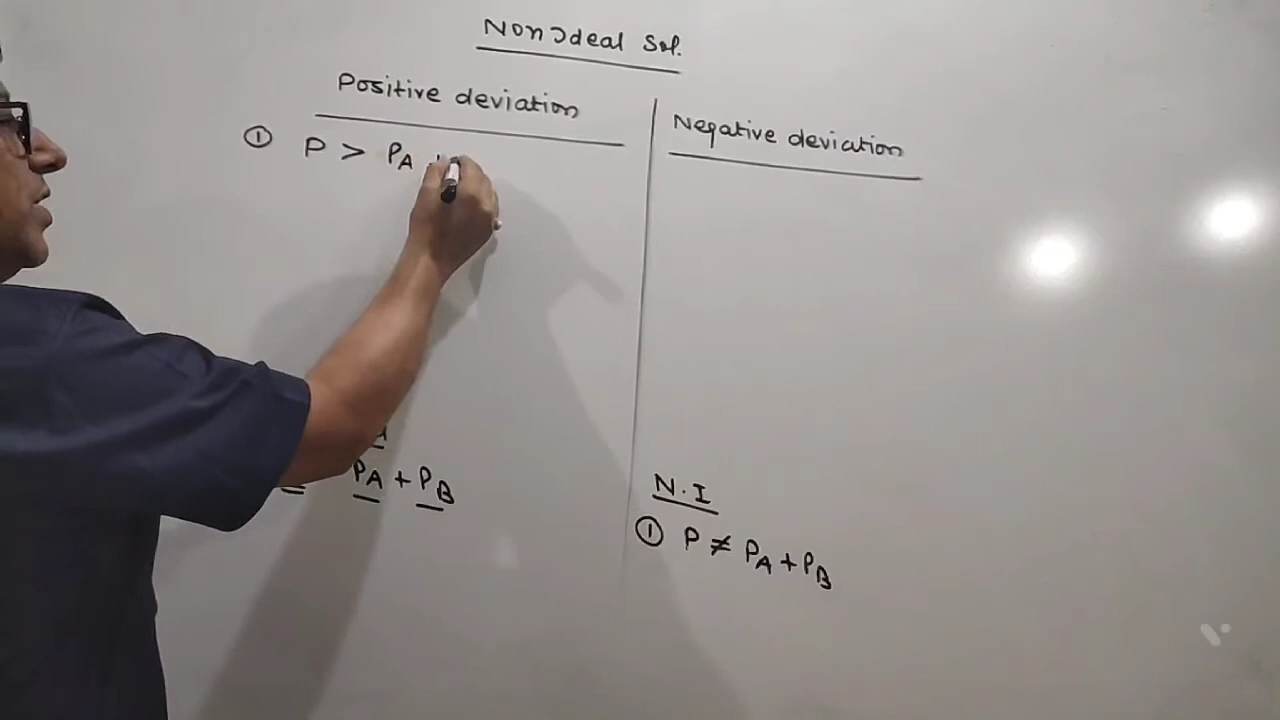 Non Ideal Sol.
Positive deviation
Negative deviation
① P > PA +
PA + PB
N.I
① P ≠ PA + PB